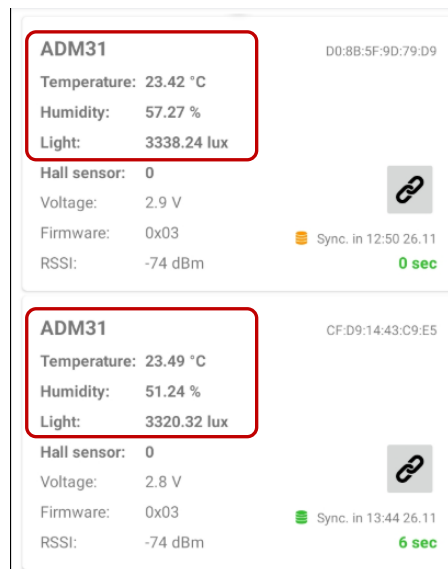 ADM31 D0:8B:5F:9D:79:D9
Temperature: 23.42 °C
Humidity: 57.27 %
Light: 3338.24 lux
Hall sensor: 0
Voltage: 2.9 V
Firmware: 0x03 Sync. in 12:50 26.11
RSSI: -74 dBm 0 sec
ADM31 CF:D9:14:43:C9:E5
Temperature: 23.49 °C
Humidity: 51.24 %
Light: 3320.32 lux
Hall sensor: 0
Voltage: 2.8 V
Firmware: 0x03 Sync. in 13:44 26.11
RSSI: -74 dBm 6 sec